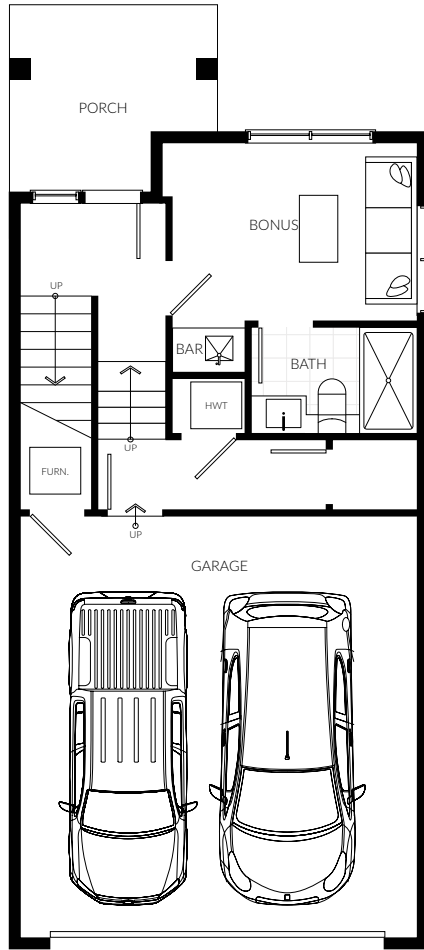 PORCH
BONUS
UP
BAR
BATH
HWT
UP
FURN.
UP
GARAGE